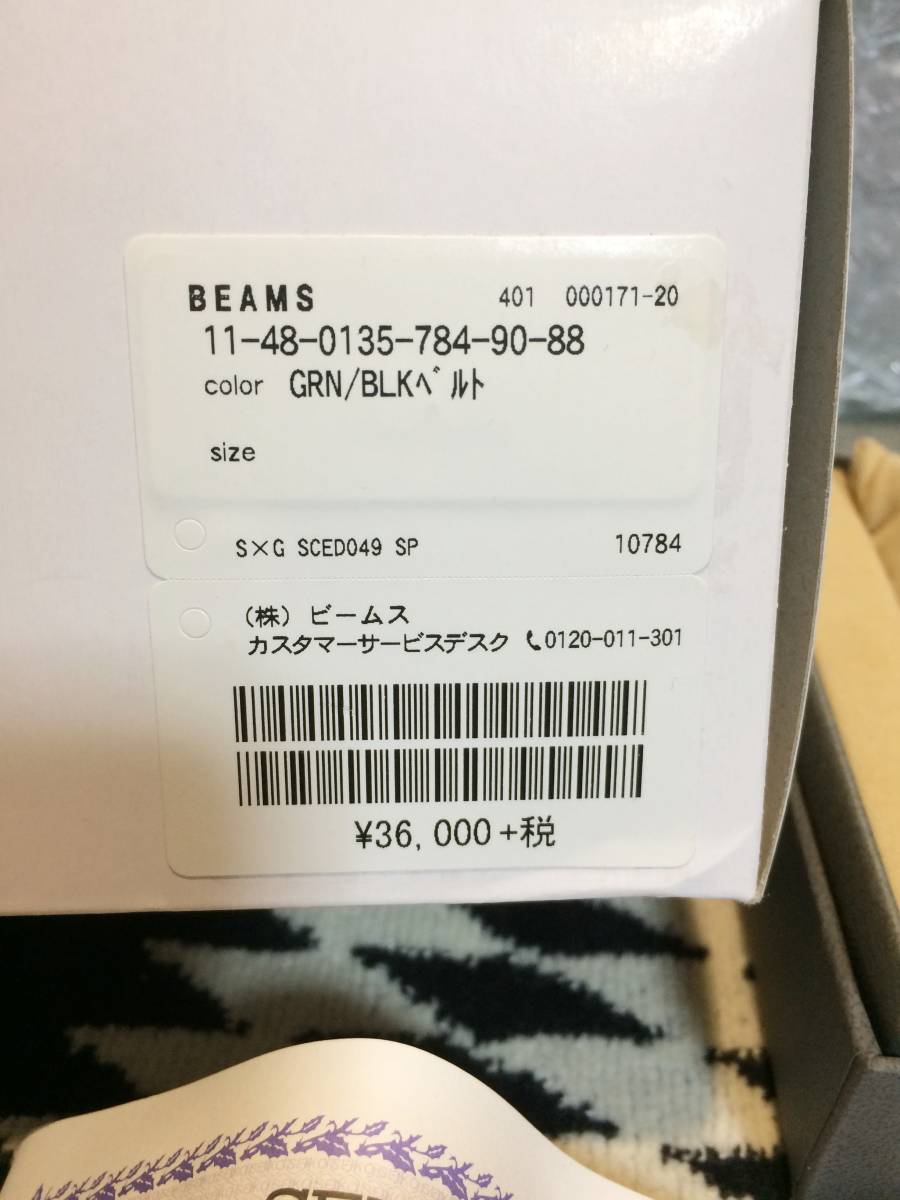 BEAMS 401 000171-20
11-48-0135-784-90-88
color GRN/BLKベルト
size
S×G SCED049 SP 10784
(株) ビームス
カスタマーサービスデスク 0120-011-301
¥36,000+税